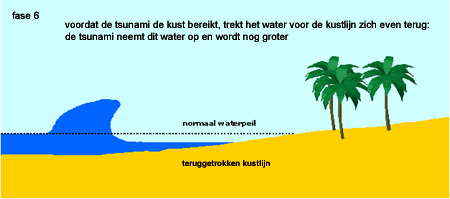 fase 6
voordat de tsunami de kust bereikt, trekt het water voor de kustlijn zich even terug:
de tsunami neemt dit water op en wordt nog groter
normaal waterpeil
teruggetrokken kustlijn